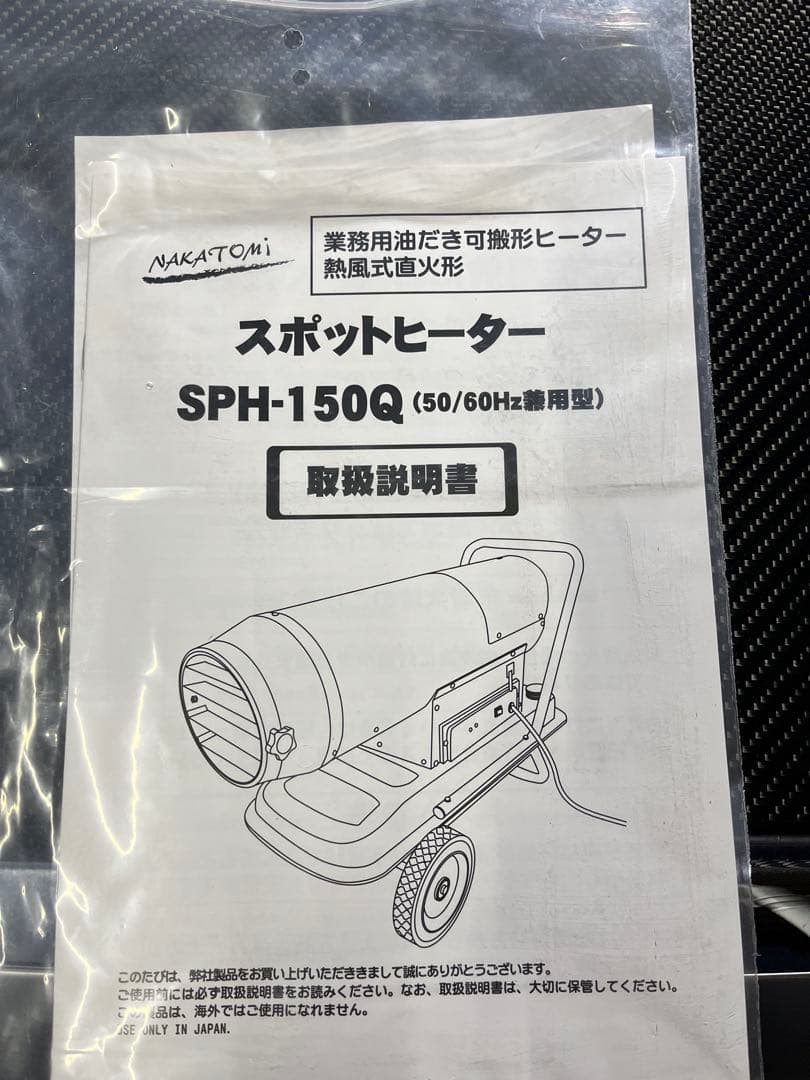 NAKATOMi
業務用油だき可搬形ヒーター
熱風式直火形
スポットヒーター
SPH-150Q（50/60Hz兼用型）
取扱説明書
このたびは、弊社製品をお買い上げいただききまして誠にありがとうございます。
ご使用前には必ず取扱説明書をお読みください。なお、取扱説明書は、大切に保管してください。
この製品は、海外ではご使用になれません。
USE ONLY IN JAPAN.